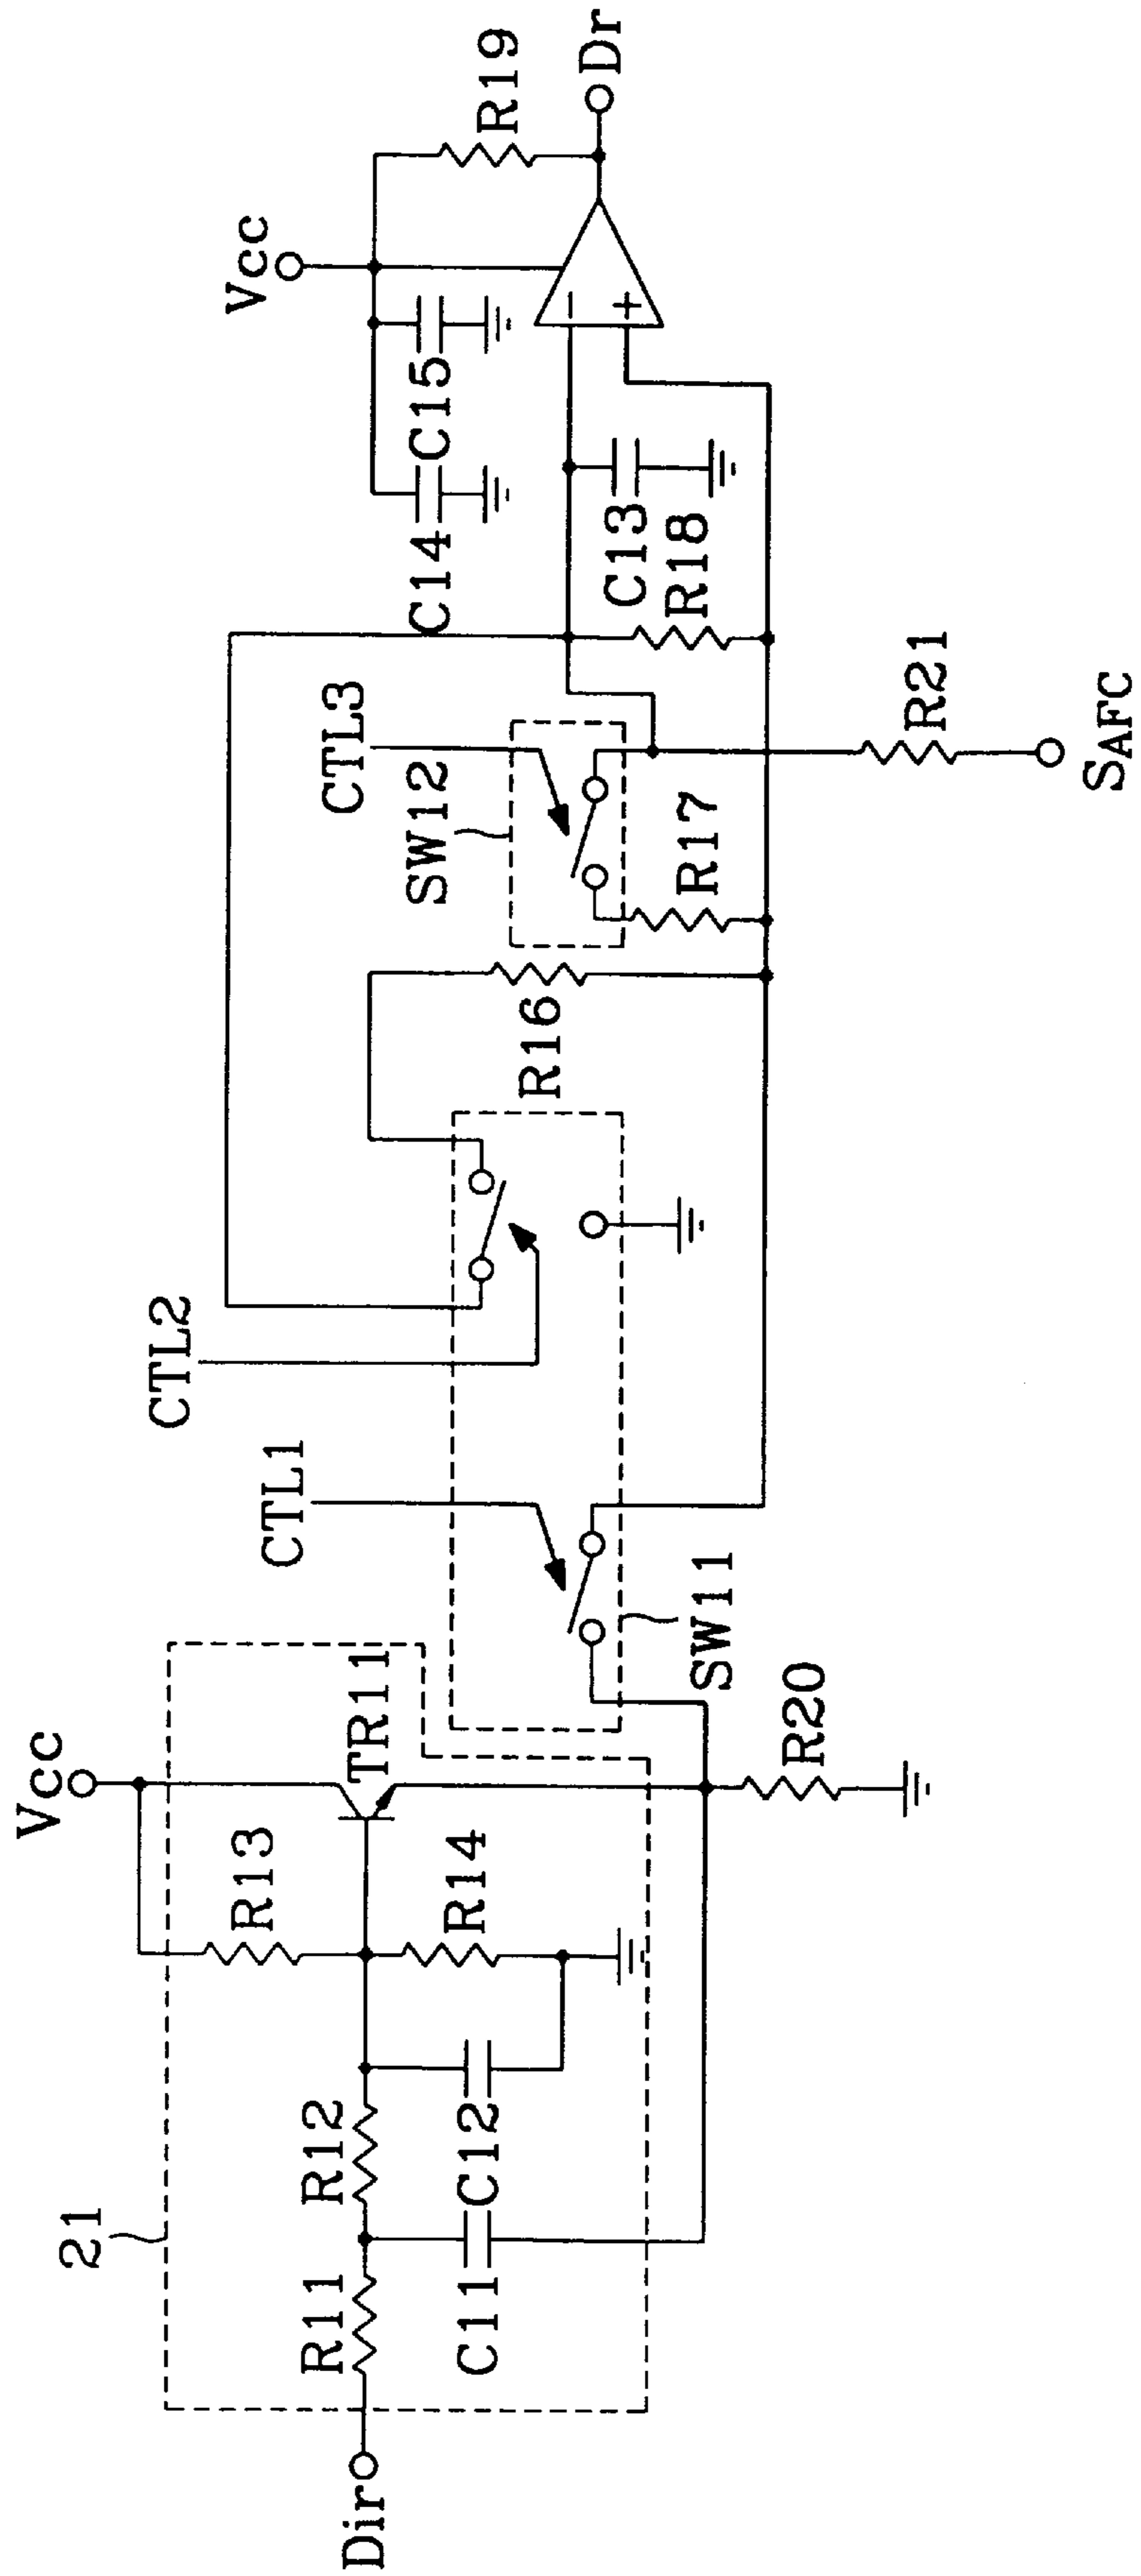 Dir
R11
C11
21
R12
C12
R13
R14
Vcc
TR11
R20
SW11
CTL1
CTL2
R16
SW12
CTL3
R17
R21
SAFC
R18
C13
C14
C15
Vcc
−
+
R19
Dr